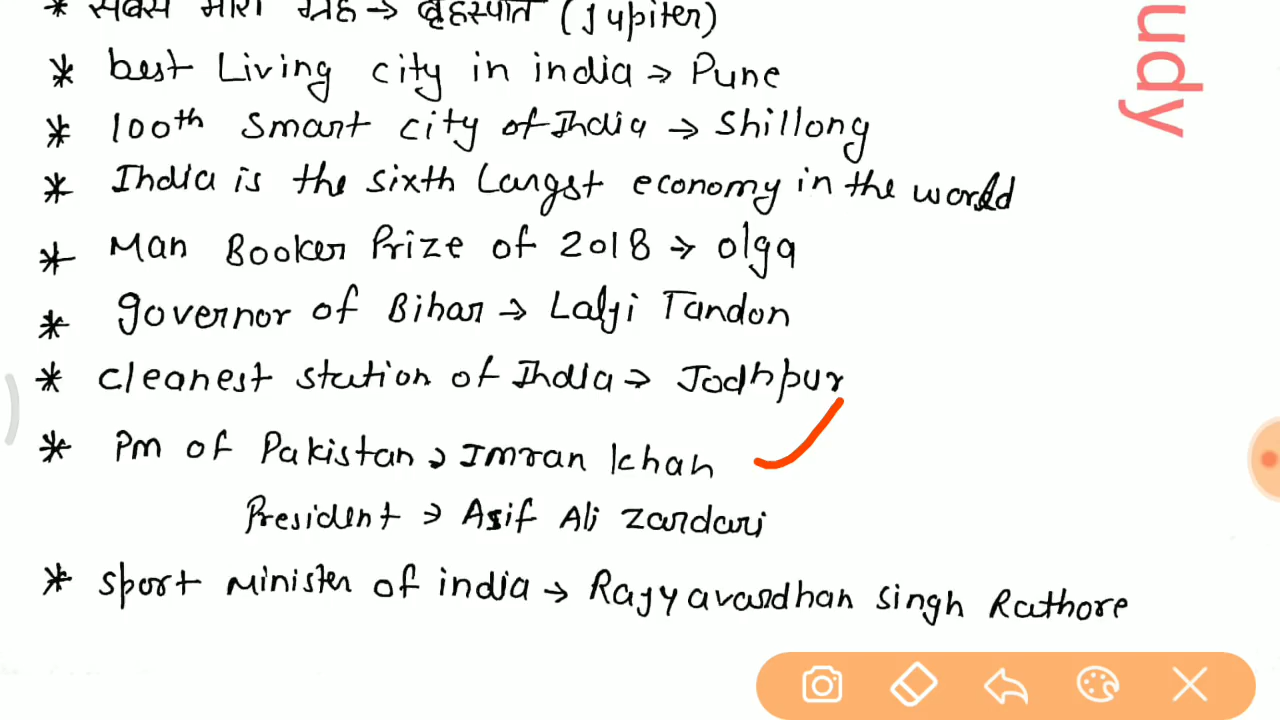 * सबसे भारी ग्रह → बृहस्पति (Jupiter)
* best Living city in india → Pune
* 100th Smart city of India → Shillong
* India is the sixth Largst economy in the world
* Man Booker Prize of 2018 → olga
* governor of Bihar → Lalji Tandon
* cleanest station of India → Jodhpur
* Pm of Pakistan → Imran Khan
President → Asif Ali Zardari
* sport minister of india → Rajyavardhan singh Rathore
udy